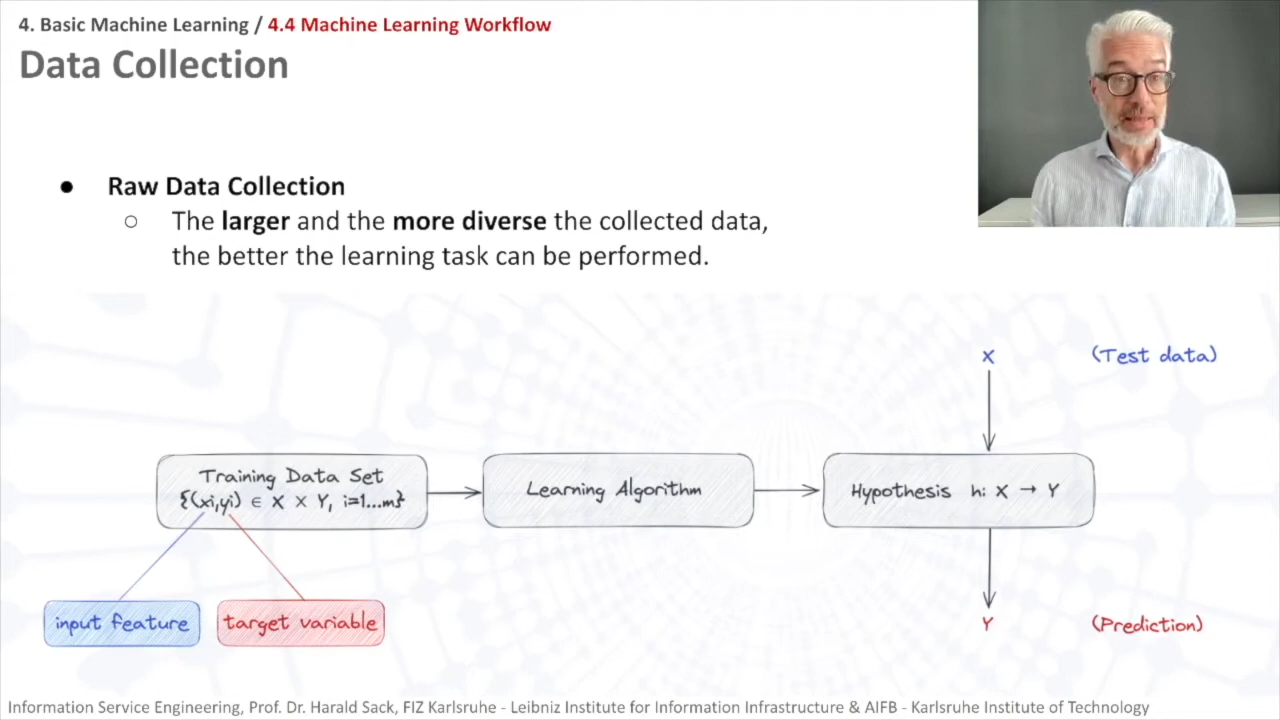 4. Basic Machine Learning / 4.4 Machine Learning Workflow
Data Collection
● Raw Data Collection
○ The larger and the more diverse the collected data,
the better the learning task can be performed.
X (Test data)
Training Data Set
{(xi,yi) ∈ X × Y, i=1...m}
Learning Algorithm
Hypothesis h: X → Y
input feature
target variable
Y (Prediction)
Information Service Engineering, Prof. Dr. Harald Sack, FIZ Karlsruhe - Leibniz Institute for Information Infrastructure & AIFB - Karlsruhe Institute of Technology